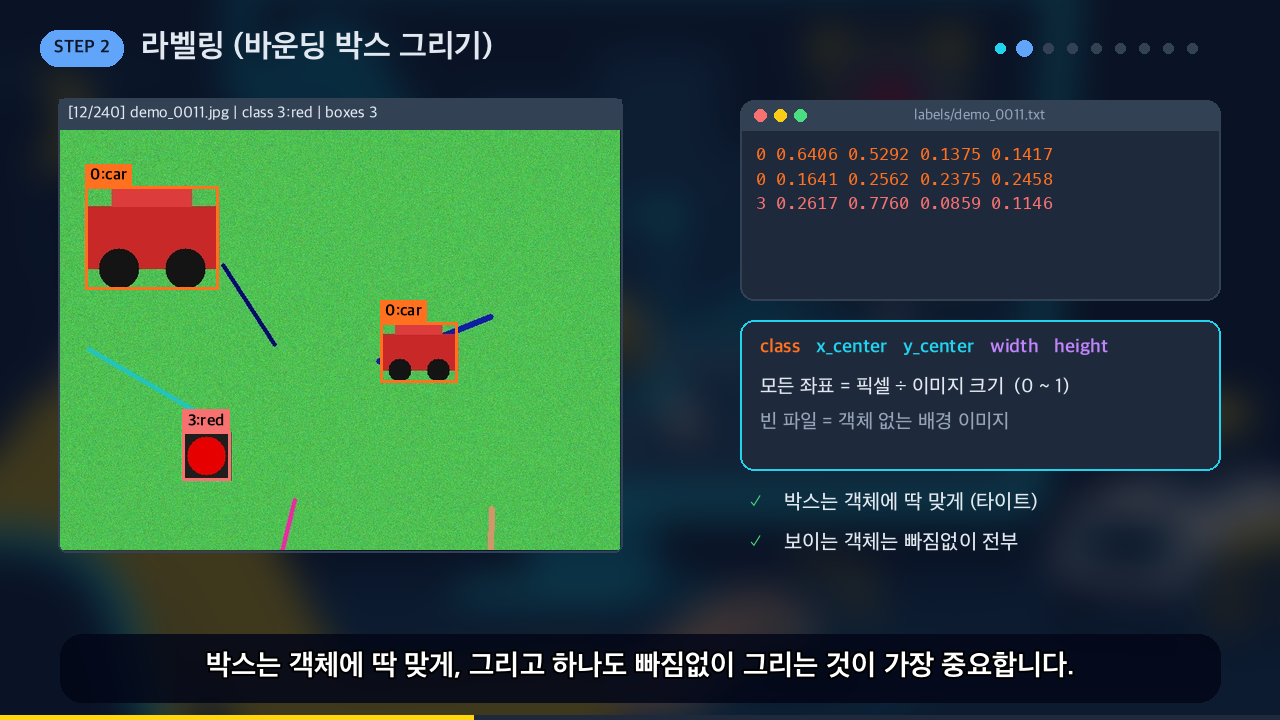 STEP 2
라벨링 (바운딩 박스 그리기)
[12/240] demo_0011.jpg | class 3:red | boxes 3
0:car
0:car
3:red
labels/demo_0011.txt
0 0.6406 0.5292 0.1375 0.1417
0 0.1641 0.2562 0.2375 0.2458
3 0.2617 0.7760 0.0859 0.1146
class x_center y_center width height
모든 좌표 = 픽셀 ÷ 이미지 크기 (0 ~ 1)
빈 파일 = 객체 없는 배경 이미지
✓ 박스는 객체에 딱 맞게 (타이트)
✓ 보이는 객체는 빠짐없이 전부
박스는 객체에 딱 맞게, 그리고 하나도 빠짐없이 그리는 것이 가장 중요합니다.